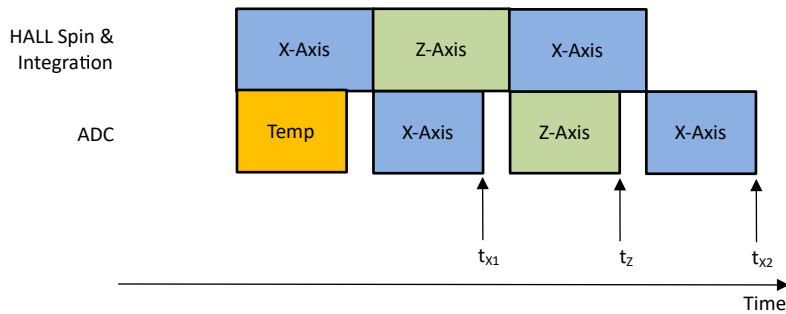 HALL Spin &
Integration
X-Axis
Z-Axis
X-Axis
ADC
Temp
X-Axis
Z-Axis
X-Axis
tX1
tZ
tX2
Time